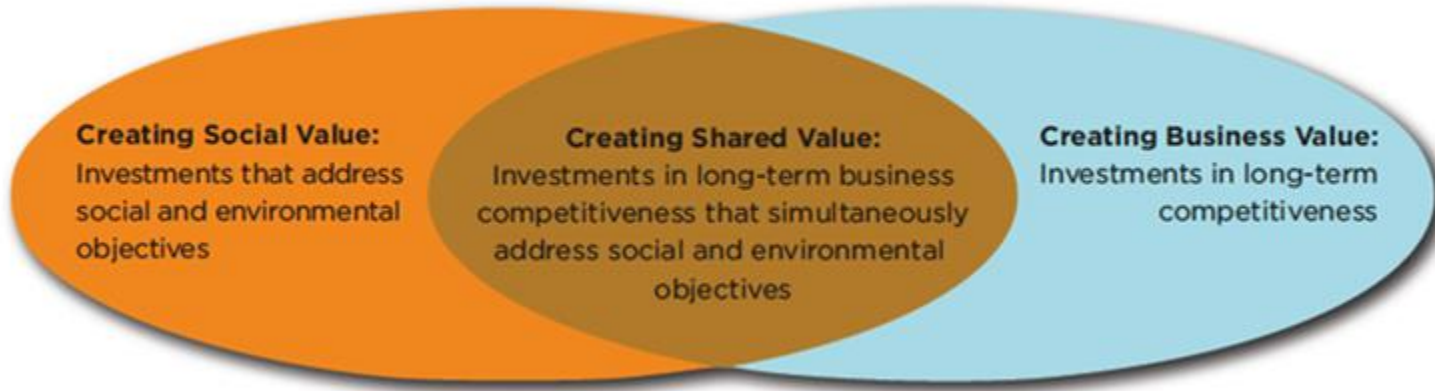 Creating Social Value:
Investments that address
social and environmental
objectives
Creating Shared Value:
Investments in long-term business
competitiveness that simultaneously
address social and environmental
objectives
Creating Business Value:
Investments in long-term
competitiveness